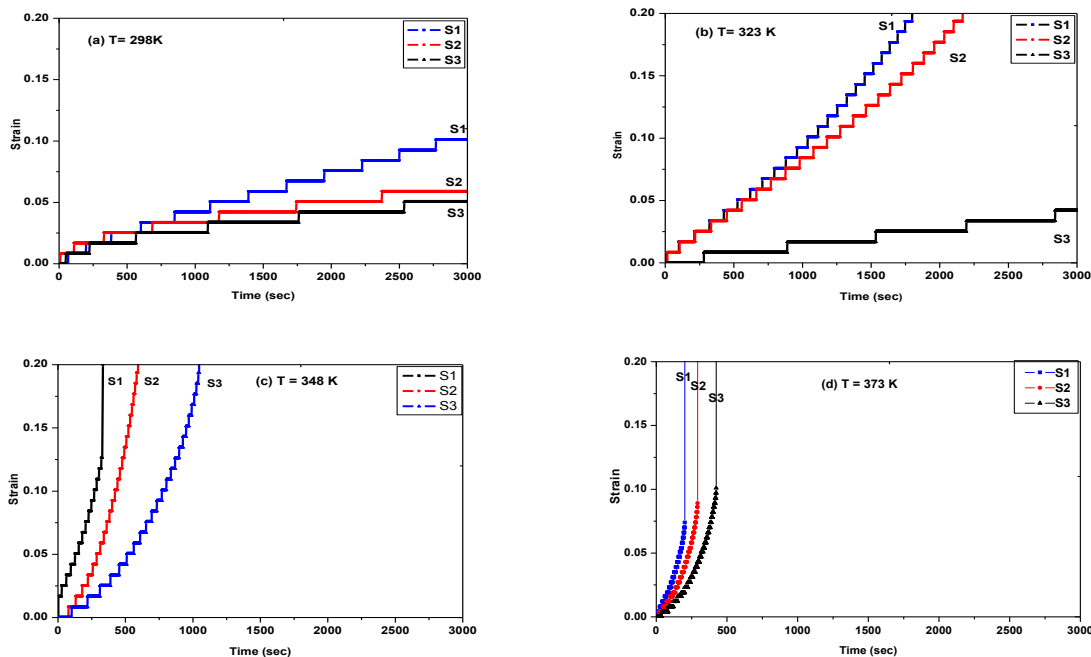 (a) T= 298K
S1
S2
S3
S1
S2
S3
Strain
0.20
0.15
0.10
0.05
0.00
0 500 1000 1500 2000 2500 3000
Time (sec)
(b) T= 323 K
S1
S2
S3
S1
S2
S3
Strain
0.20
0.15
0.10
0.05
0.00
0 500 1000 1500 2000 2500 3000
Time (sec)
(c) T = 348 K
S1
S2
S3
S1 S2 S3
Strain
0.20
0.15
0.10
0.05
0.00
0 500 1000 1500 2000 2500 3000
Time (sec)
(d) T = 373 K
S1
S2
S3
S1
S2
S3
Strain
0.20
0.15
0.10
0.05
0.00
0 500 1000 1500 2000 2500 3000
Time (sec)